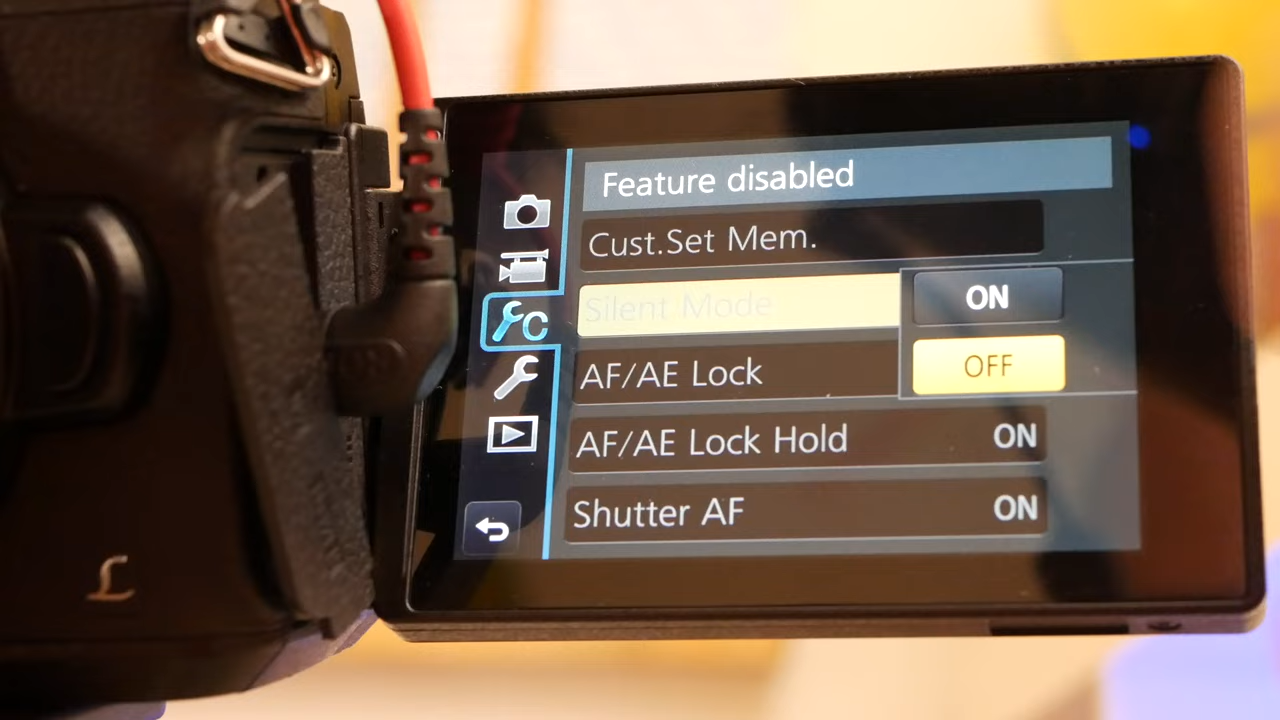 Feature disabled
Cust.Set Mem.
Silent Mode
ON
OFF
AF/AE Lock
AF/AE Lock Hold ON
Shutter AF ON
C
L